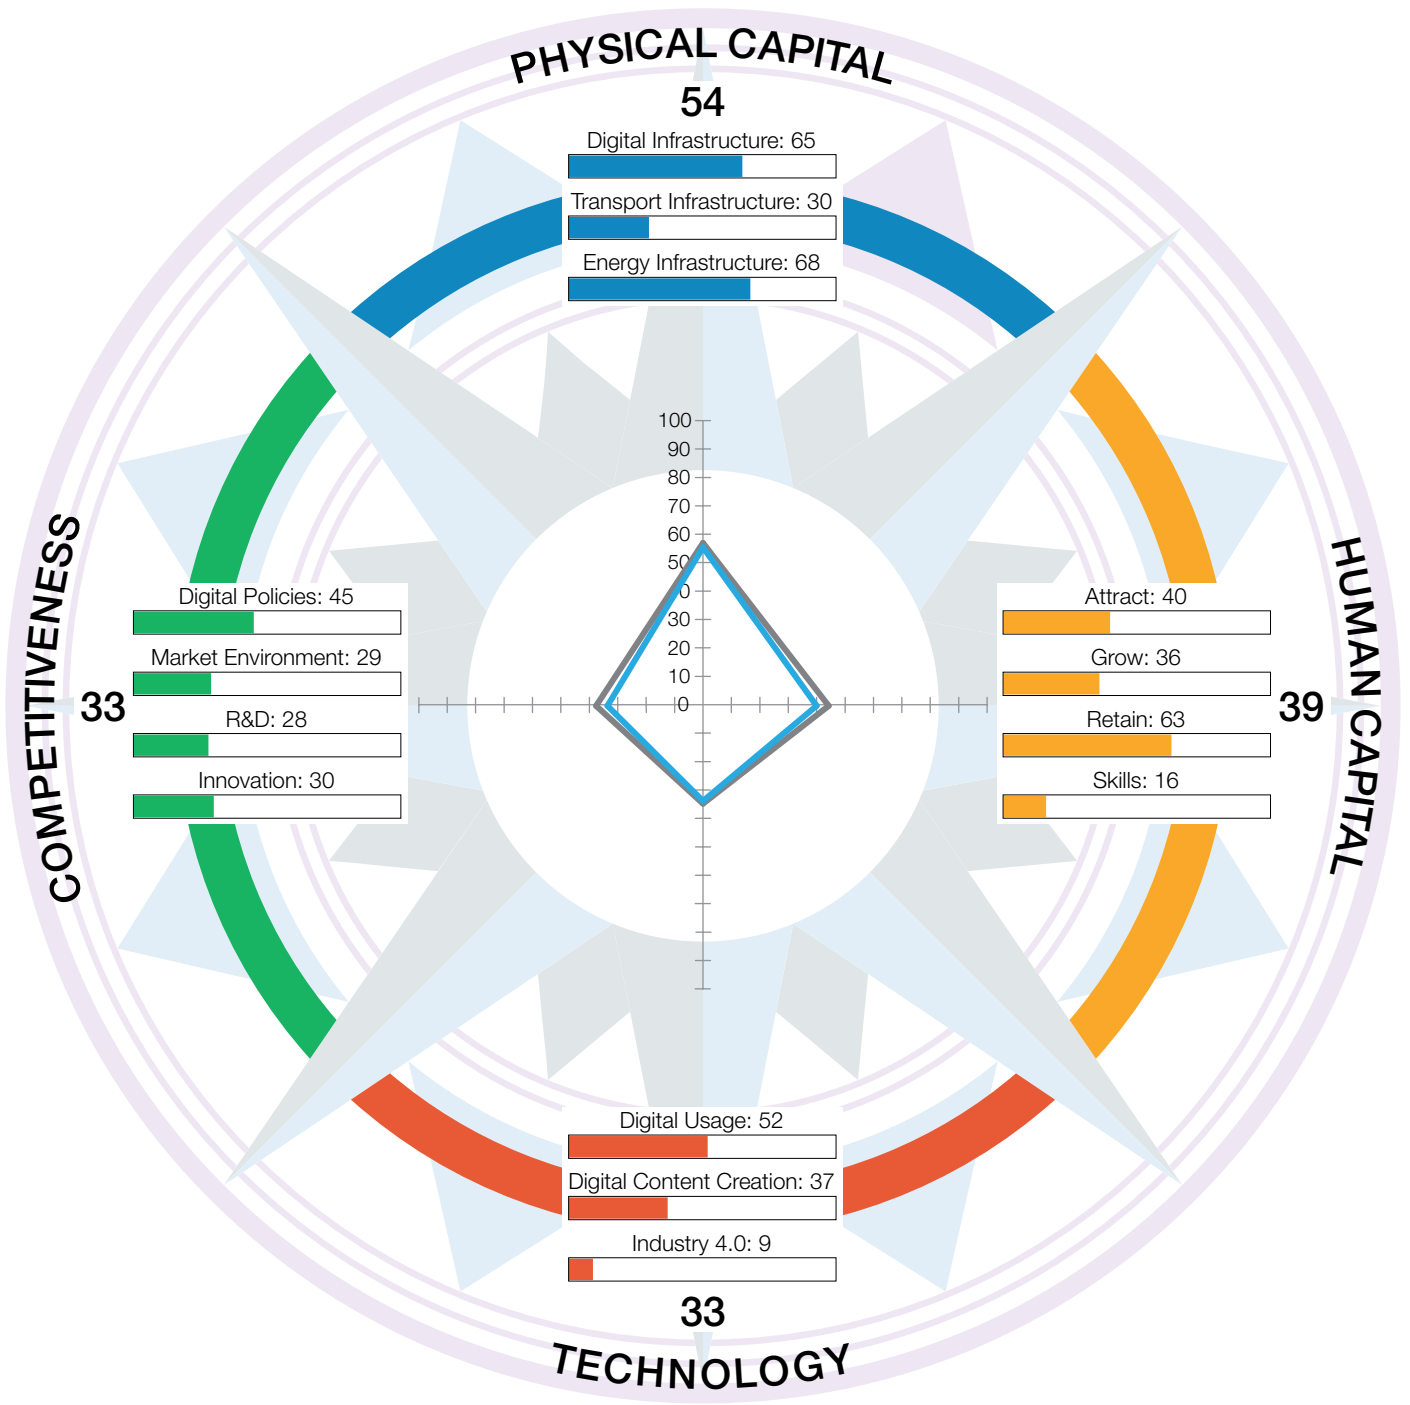 PHYSICAL CAPITAL
54
Digital Infrastructure: 65
Transport Infrastructure: 30
Energy Infrastructure: 68
100
90
80
70
60
50
40
30
20
10
0
COMPETITIVENESS
33
Digital Policies: 45
Market Environment: 29
R&D: 28
Innovation: 30
HUMAN CAPITAL
39
Attract: 40
Grow: 36
Retain: 63
Skills: 16
Digital Usage: 52
Digital Content Creation: 37
Industry 4.0: 9
33
TECHNOLOGY